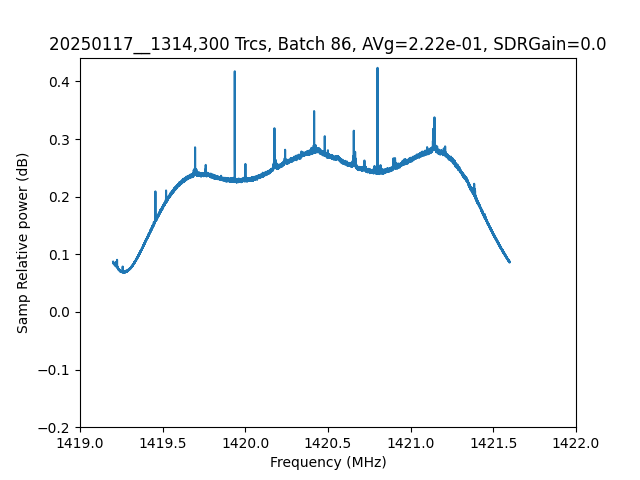 20250117__1314,300 Trcs, Batch 86, AVg=2.22e-01, SDRGain=0.0
Samp Relative power (dB)
0.4
0.3
0.2
0.1
0.0
−0.1
−0.2
1419.0 1419.5 1420.0 1420.5 1421.0 1421.5 1422.0
Frequency (MHz)